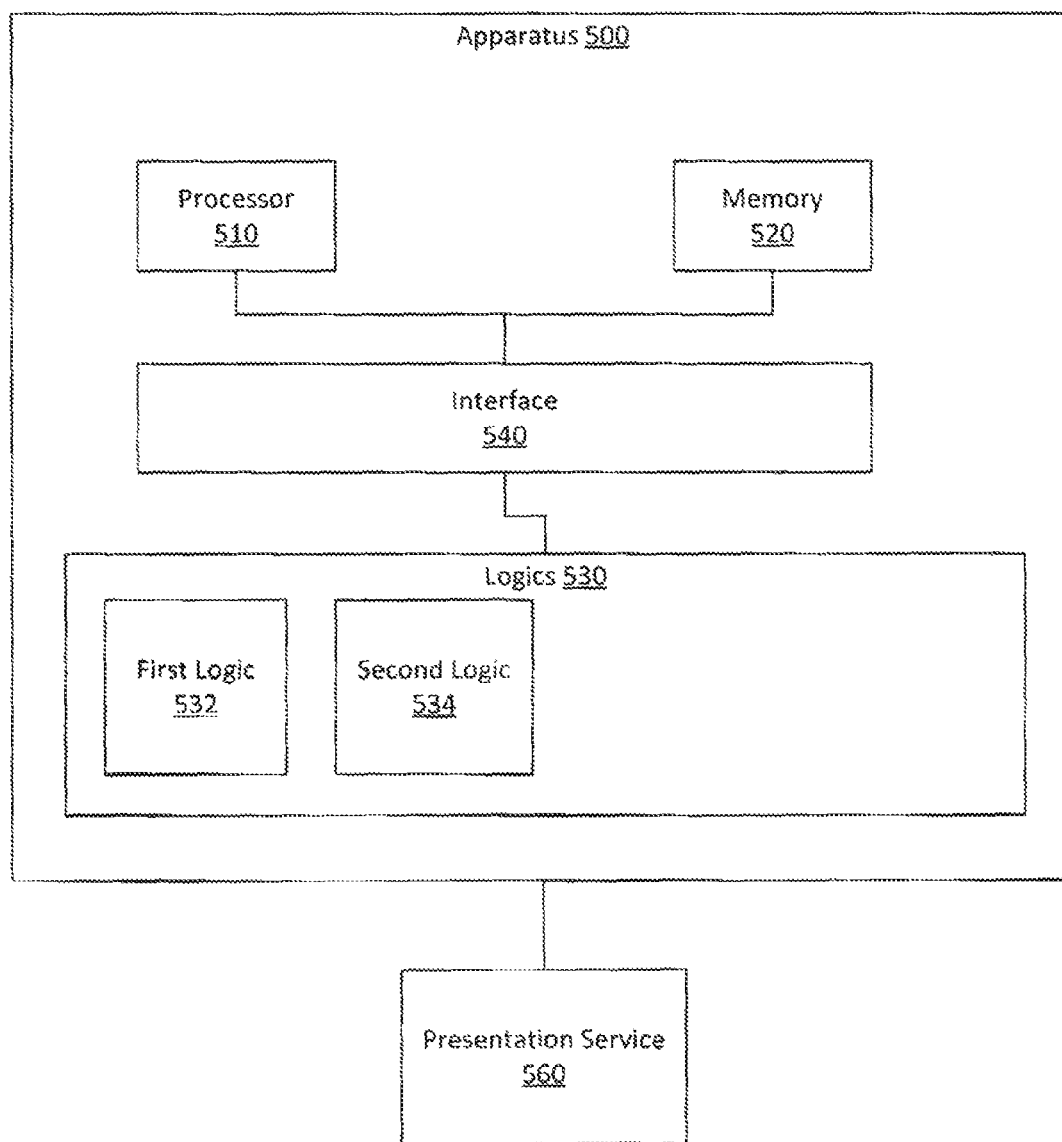 Apparatus 500
Processor
510
Memory
520
Interface
540
Logics 530
First Logic
532
Second Logic
534
Presentation Service
560